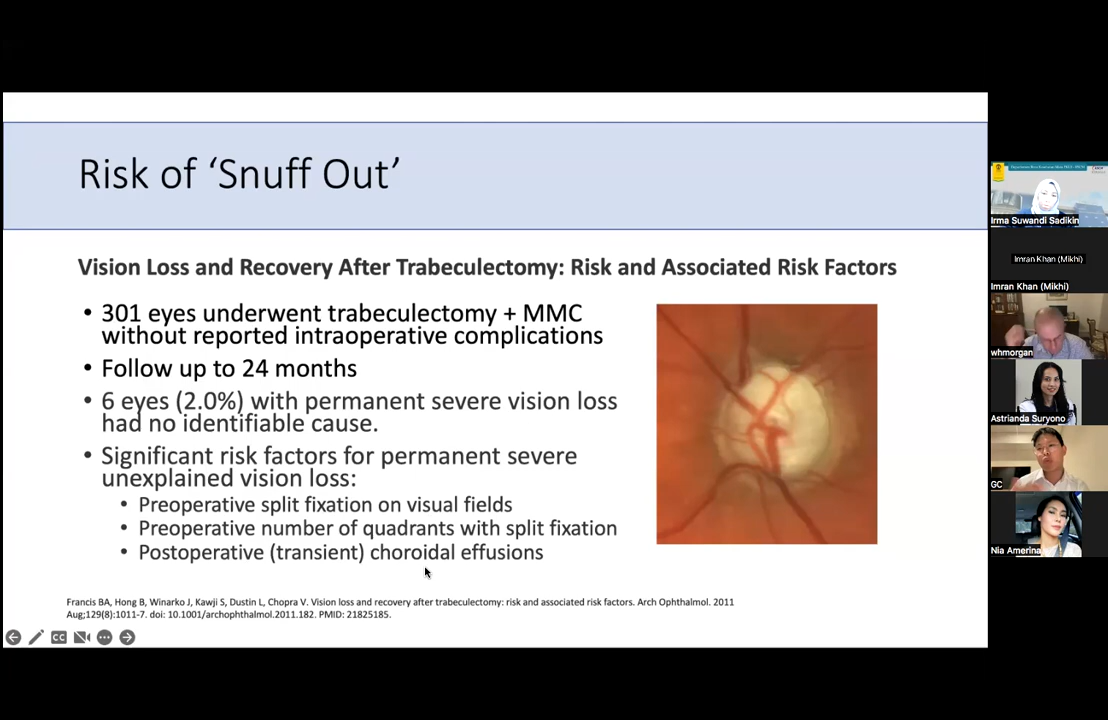 Risk of ‘Snuff Out’
Vision Loss and Recovery After Trabeculectomy: Risk and Associated Risk Factors
• 301 eyes underwent trabeculectomy + MMC
without reported intraoperative complications
• Follow up to 24 months
• 6 eyes (2.0%) with permanent severe vision loss
had no identifiable cause.
• Significant risk factors for permanent severe
unexplained vision loss:
• Preoperative split fixation on visual fields
• Preoperative number of quadrants with split fixation
• Postoperative (transient) choroidal effusions
Francis BA, Hong B, Winarko J, Kawji S, Dustin L, Chopra V. Vision loss and recovery after trabeculectomy: risk and associated risk factors. Arch Ophthalmol. 2011
Aug;129(8):1011-7. doi: 10.1001/archophthalmol.2011.182. PMID: 21825185.
CC
Irma Suwandi Sadikin
Imran Khan (Mikhi)
Imran Khan (Mikhi)
whmorgan
Astrianda Suryono
GC
Nia Amerina